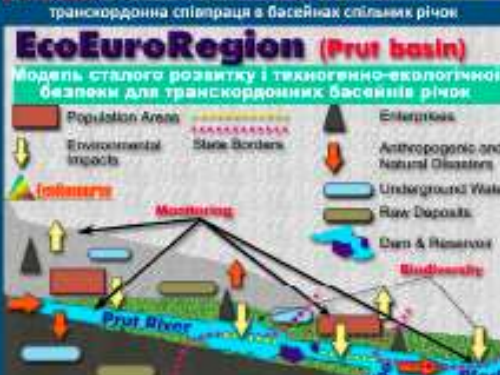 транскордонна співпраця в басейнах спільних річок
EcoEuroRegion (Prut basin)
Модель сталого розвитку і техногенно-екологічної
безпеки для транскордонних басейнів річок
Population Areas
Environmental
Impacts
State Borders
Enterprises
Anthropogenic and
Natural Disasters
Underground Wate
Raw Deposits
Dam & Reservoir
EcoResource
Monitoring
Biodiversity
Prut River